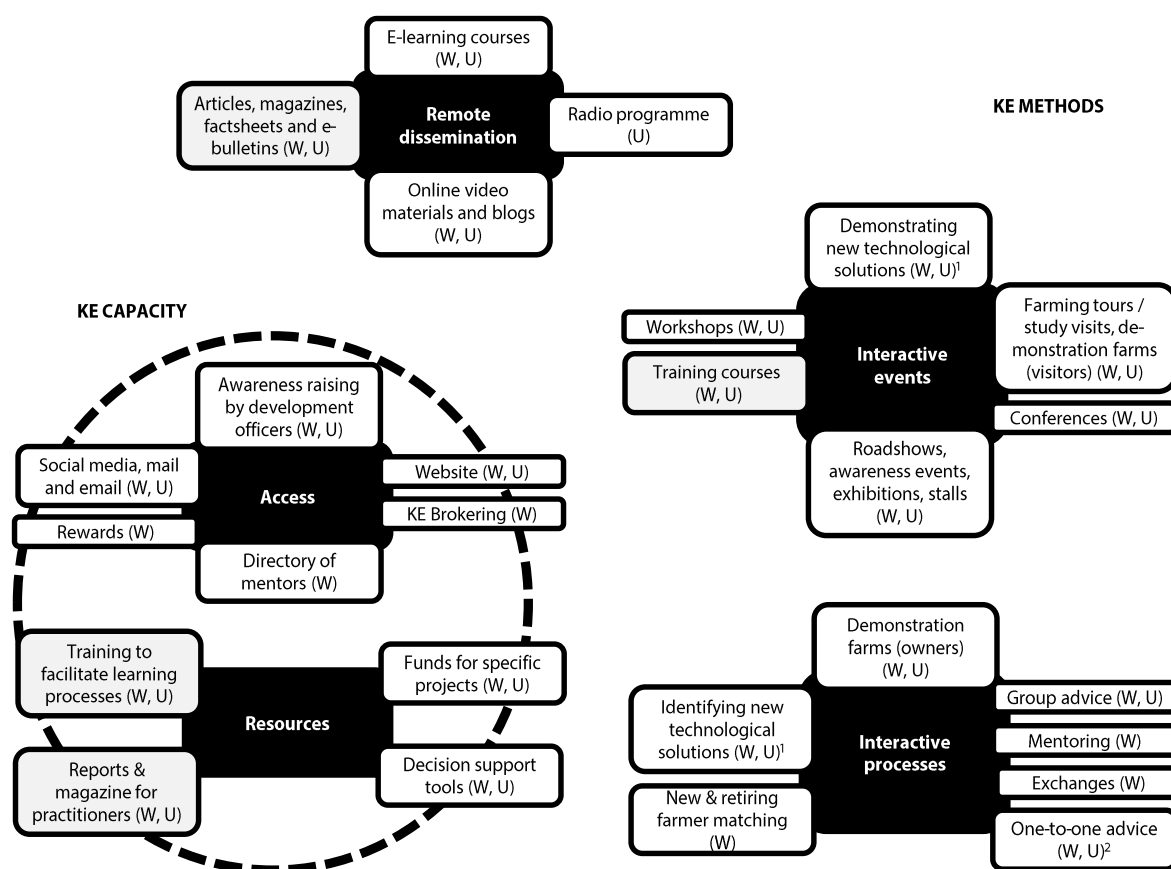 E-learning courses
(W, U)
Articles, magazines,
factsheets and e-
bulletins (W, U)
Remote
dissemination
Radio programme
(U)
Online video
materials and blogs
(W, U)
KE METHODS
Demonstrating
new technological
solutions (W, U)¹
Workshops (W, U)
Training courses
(W, U)
Interactive
events
Farming tours /
study visits, de-
monstration farms
(visitors) (W, U)
Conferences (W, U)
Roadshows,
awareness events,
exhibitions, stalls
(W, U)
KE CAPACITY
Awareness raising
by development
officers (W, U)
Social media, mail
and email (W, U)
Rewards (W)
Access
Website (W, U)
KE Brokering (W)
Directory of
mentors (W)
Training to
facilitate learning
processes (W, U)
Reports &
magazine for
practitioners (W, U)
Resources
Funds for specific
projects (W, U)
Decision support
tools (W, U)
Demonstration
farms (owners)
(W, U)
Identifying new
technological
solutions (W, U)¹
New & retiring
farmer matching
(W)
Interactive
processes
Group advice (W, U)
Mentoring (W)
Exchanges (W)
One-to-one advice
(W, U)²